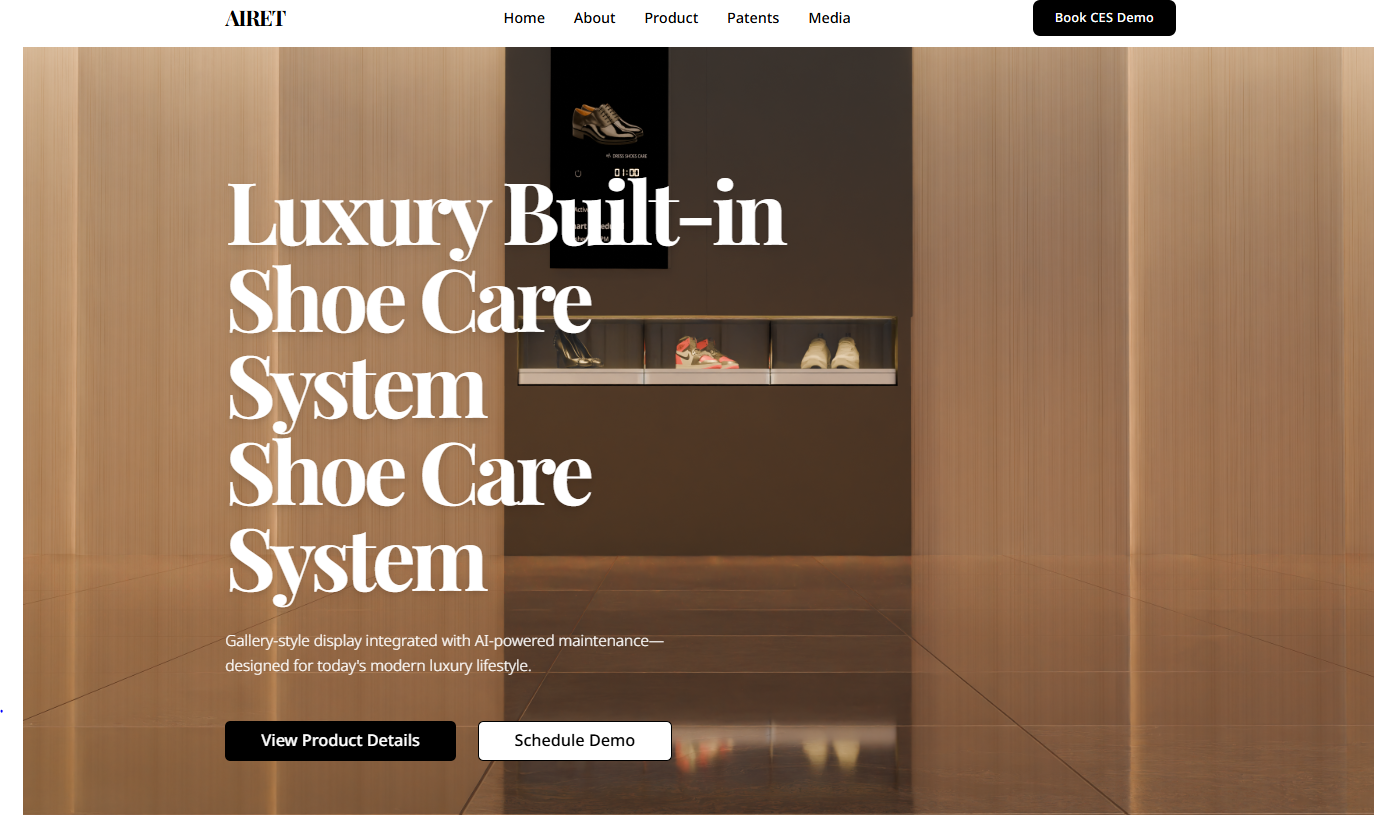 AIRET
Home About Product Patents Media
Book CES Demo
DRESS SHOES CARE
01:00
Luxury Built-in
Shoe Care
System
Shoe Care
System
Gallery-style display integrated with AI-powered maintenance—
designed for today's modern luxury lifestyle.
View Product Details Schedule Demo